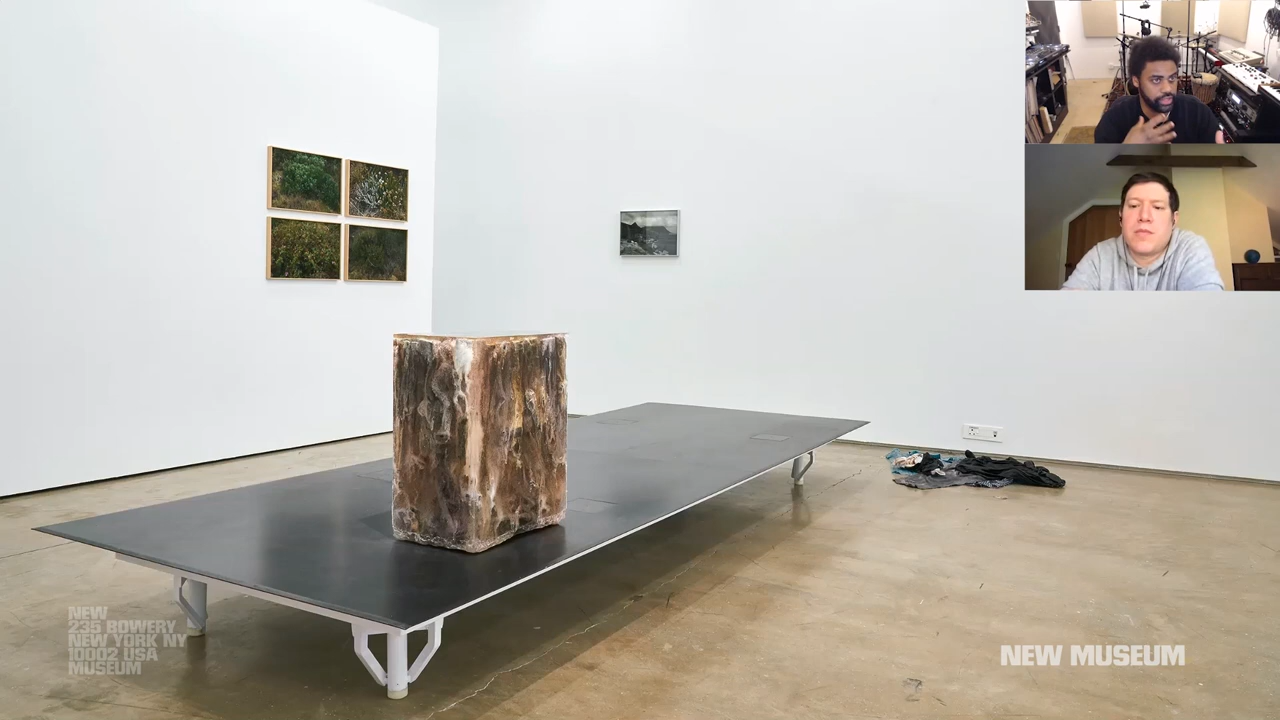 NEW
235 BOWERY
NEW YORK NY
10002 USA
MUSEUM
NEW MUSEUM